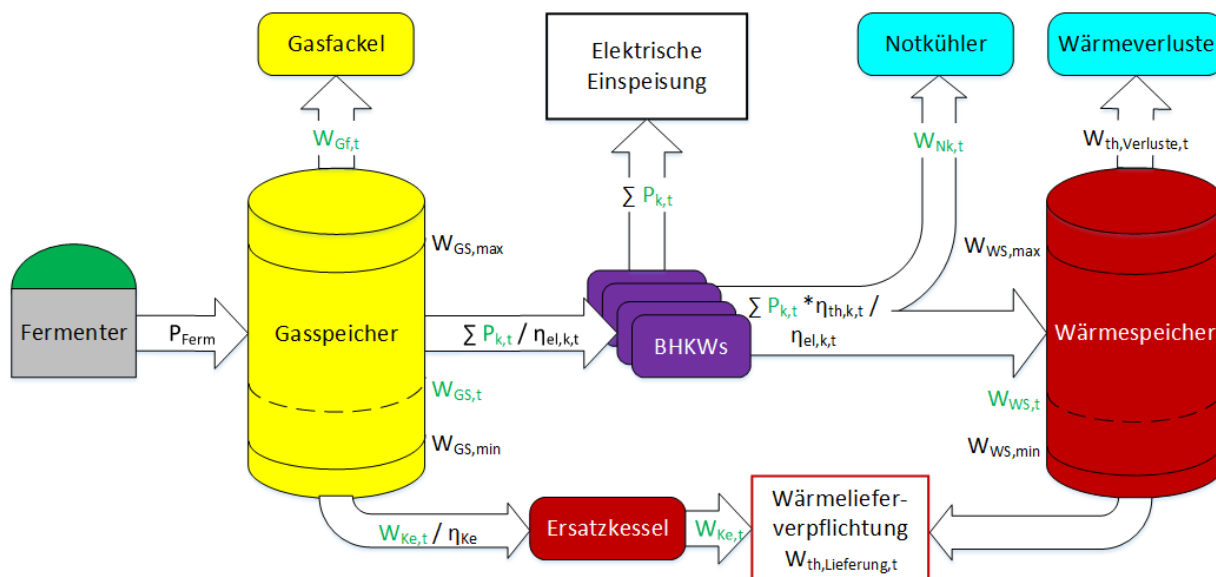 Gasfackel
Elektrische
Einspeisung
Notkühler
Wärmeverluste
W_Gf,t
∑ P_k,t
W_Nk,t
W_th,Verluste,t
W_GS,max
W_WS,max
Fermenter
P_Ferm
Gasspeicher
∑ P_k,t / η_el,k,t
BHKWs
∑ P_k,t *η_th,k,t /
η_el,k,t
Wärmespeicher
W_GS,t
W_WS,t
W_GS,min
W_WS,min
W_Ke,t / η_Ke
Ersatzkessel
W_Ke,t
Wärmeliefer-
verpflichtung
W_th,Lieferung,t